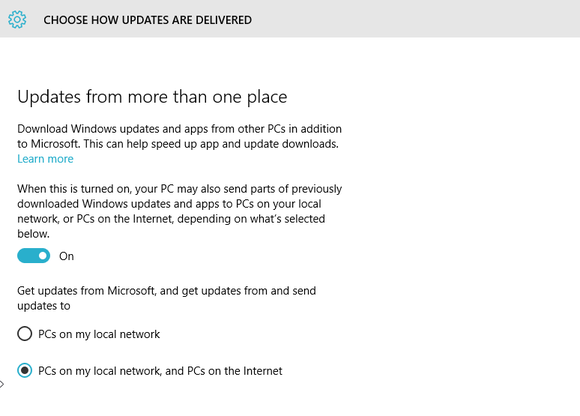 CHOOSE HOW UPDATES ARE DELIVERED
Updates from more than one place
Download Windows updates and apps from other PCs in addition
to Microsoft. This can help speed up app and update downloads.
Learn more
When this is turned on, your PC may also send parts of previously
downloaded Windows updates and apps to PCs on your local
network, or PCs on the Internet, depending on what's selected
below.
On
Get updates from Microsoft, and get updates from and send
updates to
PCs on my local network
PCs on my local network, and PCs on the Internet